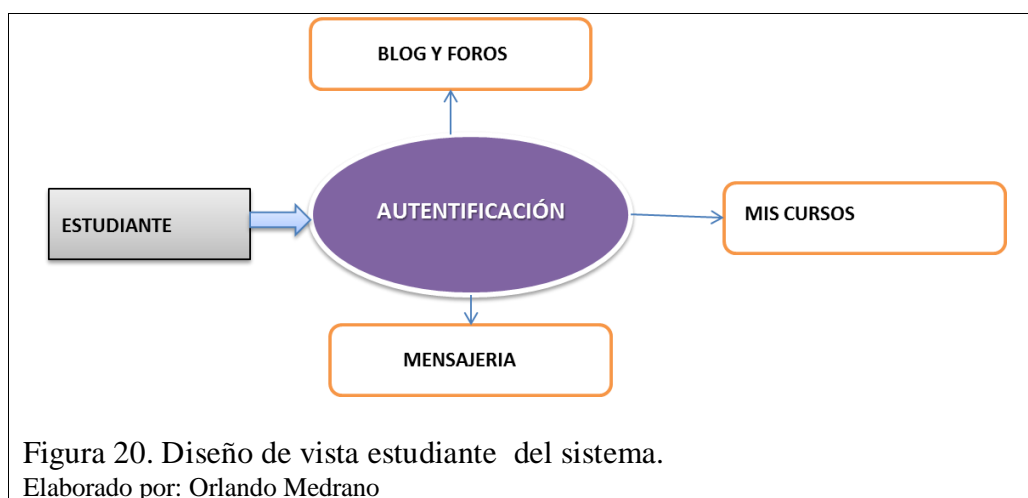 BLOG Y FOROS
ESTUDIANTE
AUTENTIFICACIÓN
MIS CURSOS
MENSAJERIA
Figura 20. Diseño de vista estudiante del sistema.
Elaborado por: Orlando Medrano